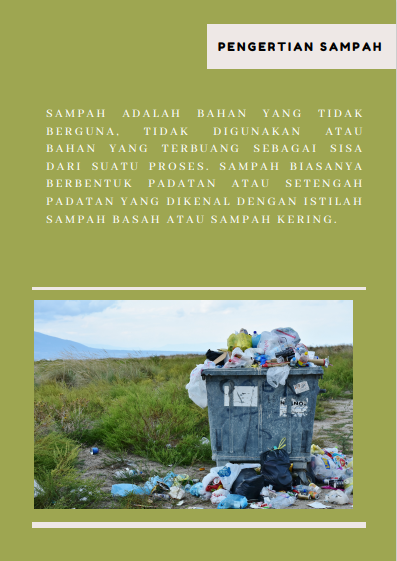 PENGERTIAN SAMPAH
SAMPAH ADALAH BAHAN YANG TIDAK
BERGUNA, TIDAK DIGUNAKAN ATAU
BAHAN YANG TERBUANG SEBAGAI SISA
DARI SUATU PROSES. SAMPAH BIASANYA
BERBENTUK PADATAN ATAU SETENGAH
PADATAN YANG DIKENAL DENGAN ISTILAH
SAMPAH BASAH ATAU SAMPAH KERING.